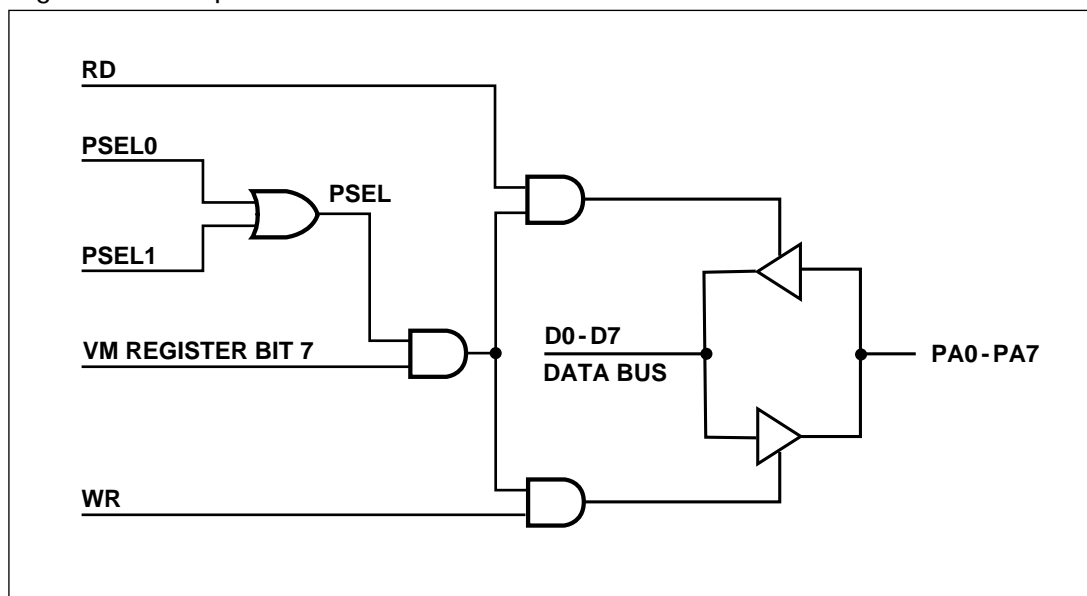 RD
PSEL0
PSEL
PSEL1
D0-D7
VM REGISTER BIT 7
PA0-PA7
DATA BUS
WR